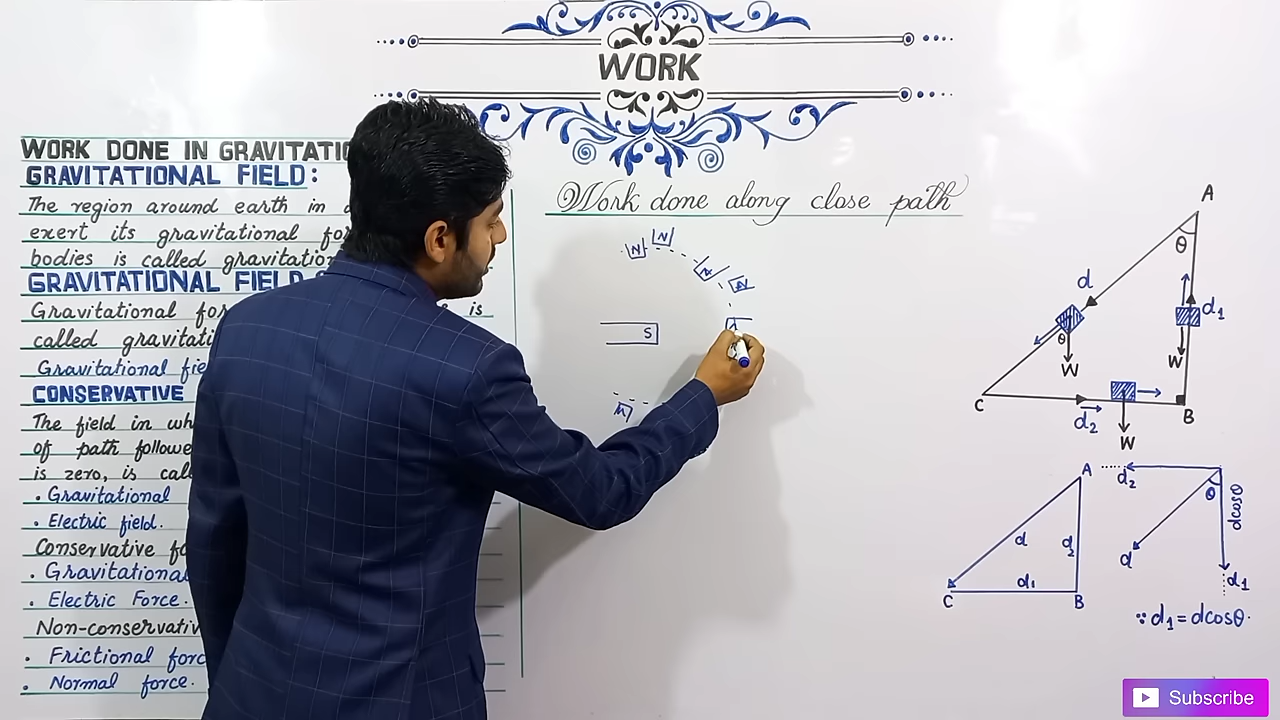 WORK
WORK DONE IN GRAVITATIO
GRAVITATIONAL FIELD:
The region around earth in
exert its gravitational for
bodies is called gravitation
GRAVITATIONAL FIELD
Gravitational for is
called gravitati
Gravitational fie
CONSERVATIVE
The field in wh
of path followe
is zero, is cal
. Gravitational
. Electric field.
Conservative fo
. Gravitational
. Electric Force.
Non-conservativ
. Frictional forc
. Normal force.
Work done along close path
N N N N
S
N
A
θ
d
d₁
θ
W W
C d₂ B
W
A
d d₂
C d₁ B
d₂
θ
dcosθ
d
d₁
∵ d₁ = dcosθ.
Subscribe